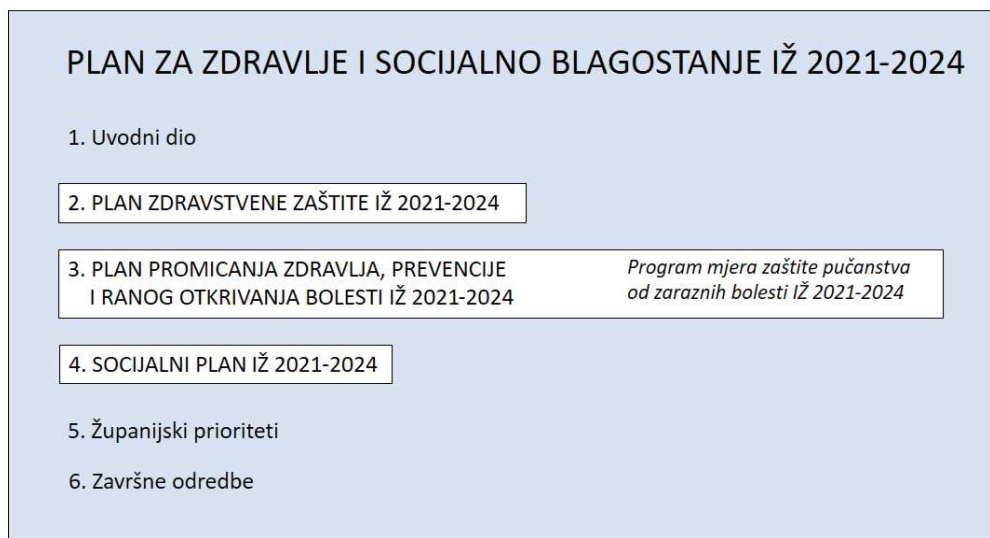 PLAN ZA ZDRAVLJE I SOCIJALNO BLAGOSTANJE IŽ 2021-2024
1. Uvodni dio
2. PLAN ZDRAVSTVENE ZAŠTITE IŽ 2021-2024
3. PLAN PROMICANJA ZDRAVLJA, PREVENCIJE
I RANOG OTKRIVANJA BOLESTI IŽ 2021-2024
Program mjera zaštite pučanstva
od zaraznih bolesti IŽ 2021-2024
4. SOCIJALNI PLAN IŽ 2021-2024
5. Županijski prioriteti
6. Završne odredbe